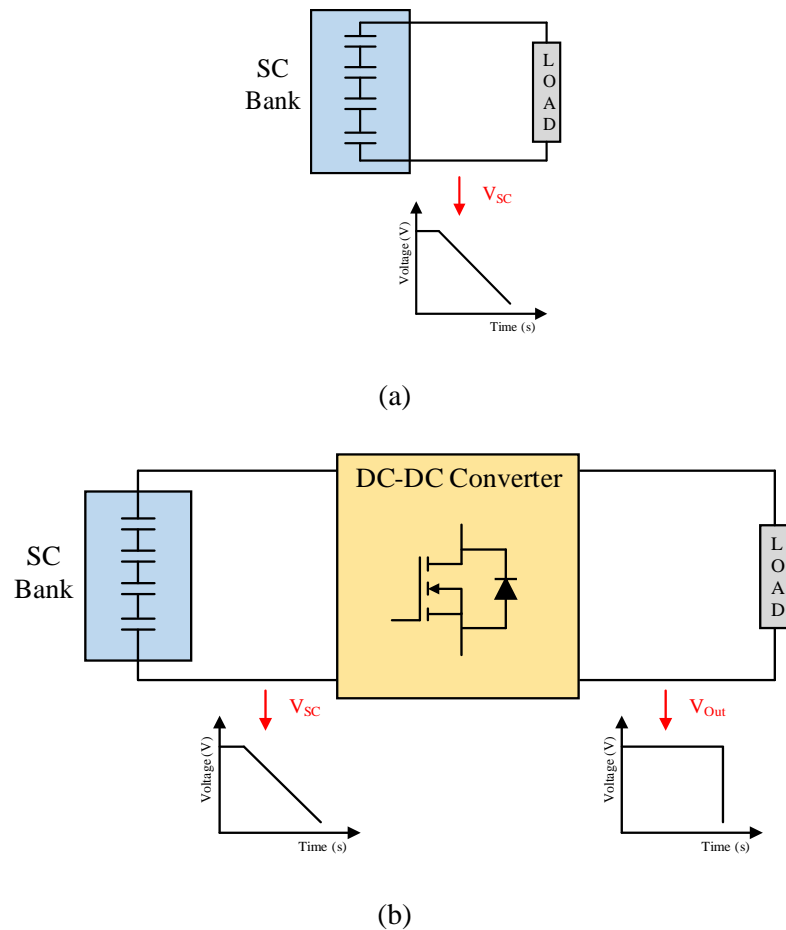 SC
Bank
L
O
A
D
V_SC
Voltage (V)
Time (s)
(a)
DC-DC Converter
SC
Bank
L
O
A
D
V_SC
V_Out
Voltage (V)
Voltage (V)
Time (s)
Time (s)
(b)